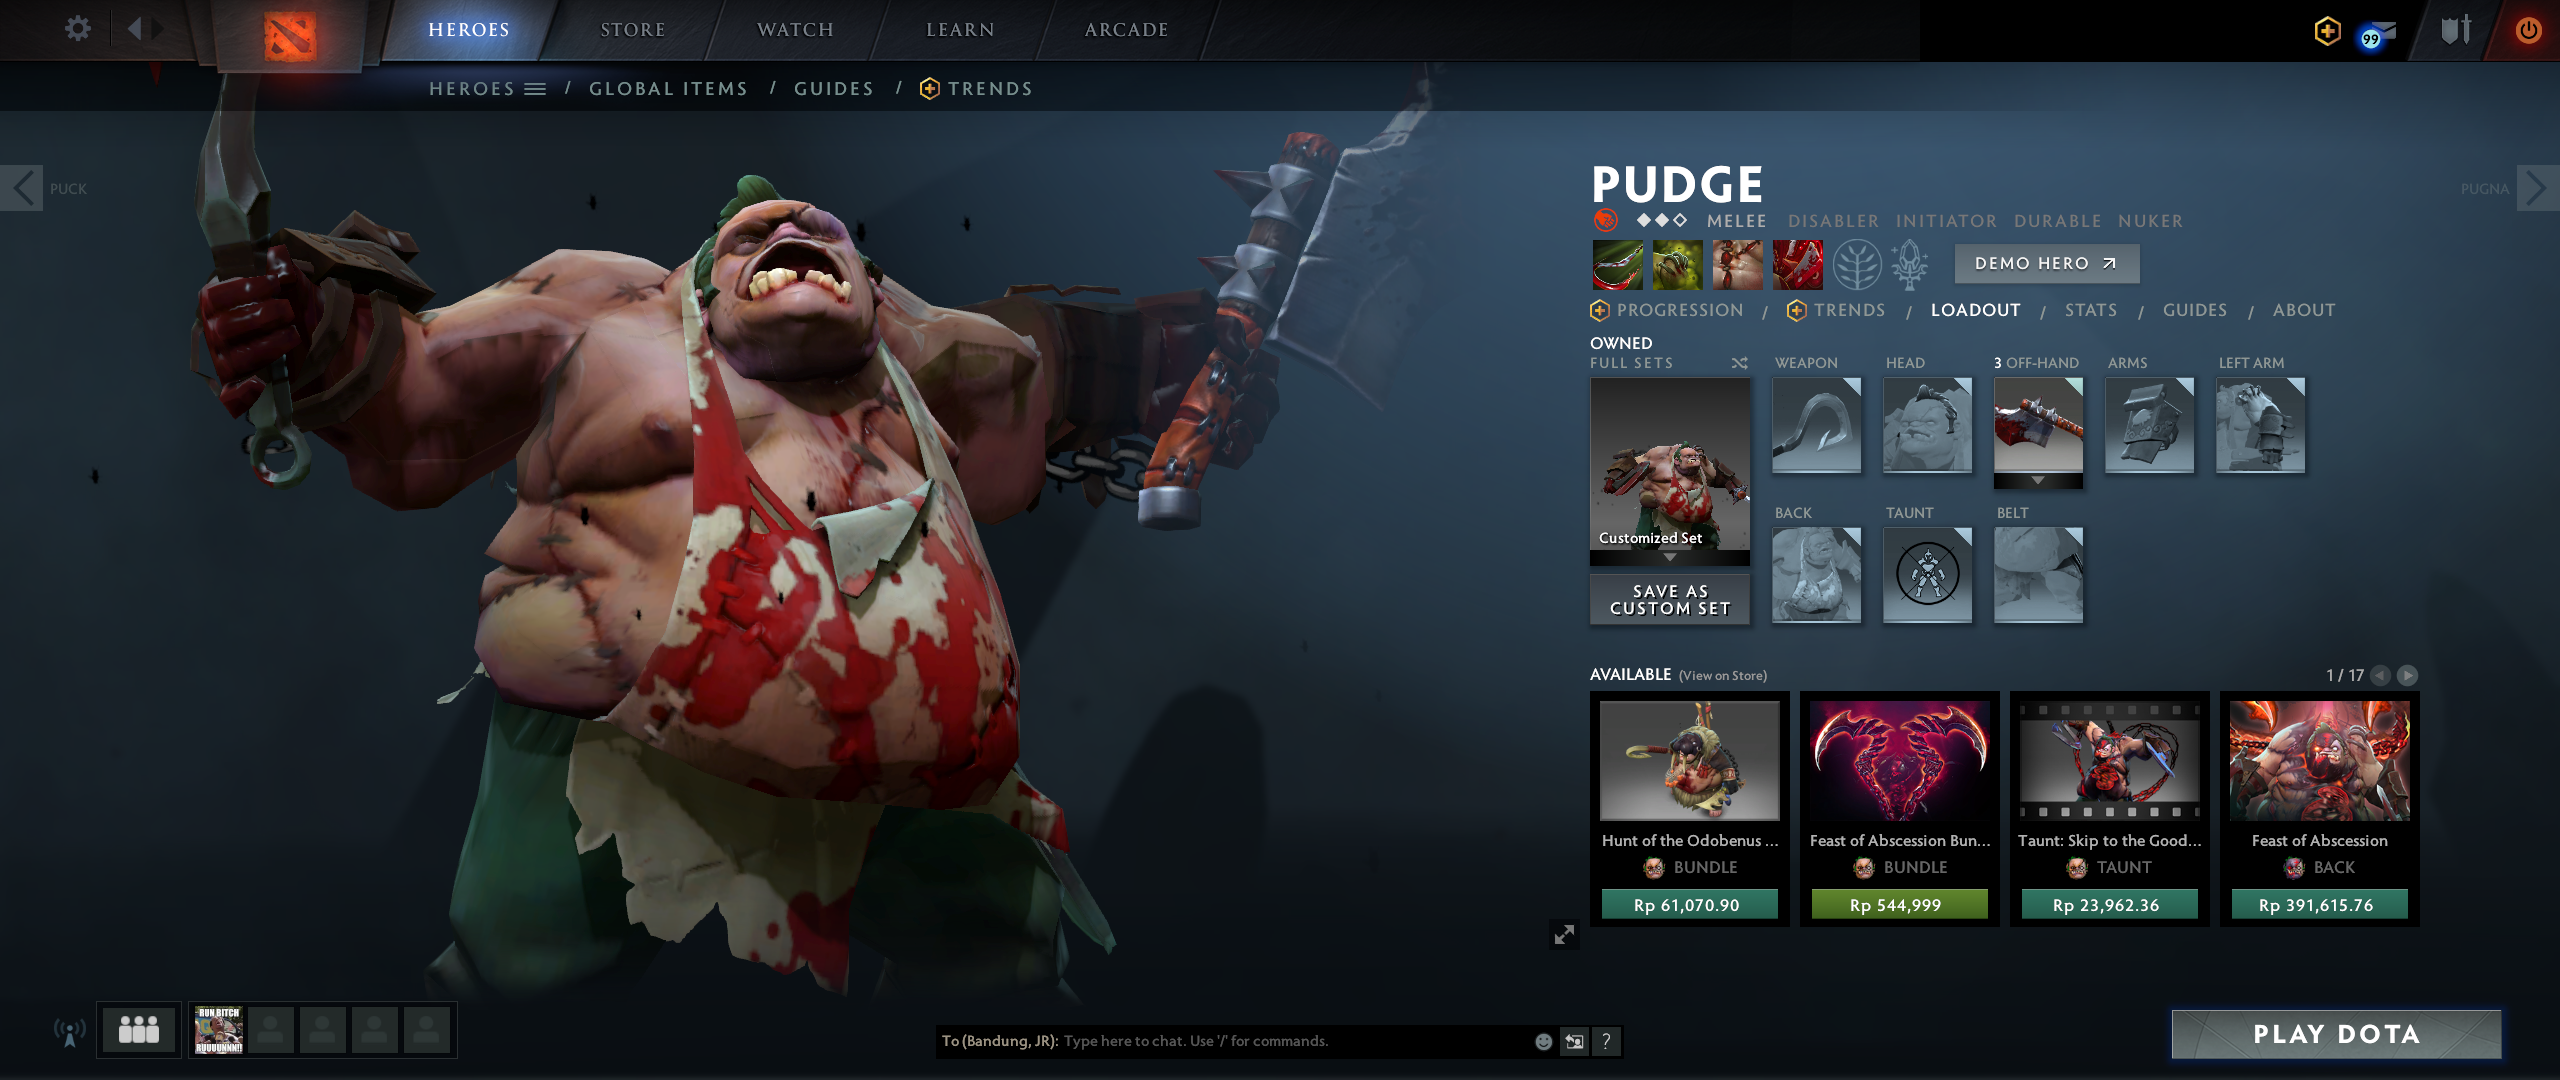 HEROES
STORE
WATCH
LEARN
ARCADE
99
HEROES / GLOBAL ITEMS / GUIDES / TRENDS
PUCK
PUGNA
PUDGE
MELEE DISABLER INITIATOR DURABLE NUKER
DEMO HERO
PROGRESSION / TRENDS / LOADOUT / STATS / GUIDES / ABOUT
OWNED
FULL SETS
WEAPON
HEAD
3 OFF-HAND
ARMS
LEFT ARM
Customized Set
BACK
TAUNT
BELT
SAVE AS
CUSTOM SET
AVAILABLE (View on Store)
1 / 17
Hunt of the Odobenus ...
BUNDLE
Rp 61,070.90
Feast of Abscession Bun...
BUNDLE
Rp 544,999
Taunt: Skip to the Good...
TAUNT
Rp 23,962.36
Feast of Abscession
BACK
Rp 391,615.76
RUN BITCH
RUUUUNNN!!
To (Bandung, JR): Type here to chat. Use '/' for commands.
?
PLAY DOTA